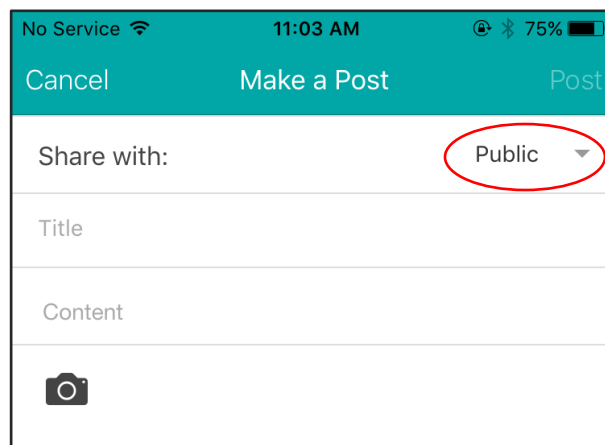 No Service 11:03 AM 75%
Cancel Make a Post Post
Share with: Public
Title
Content